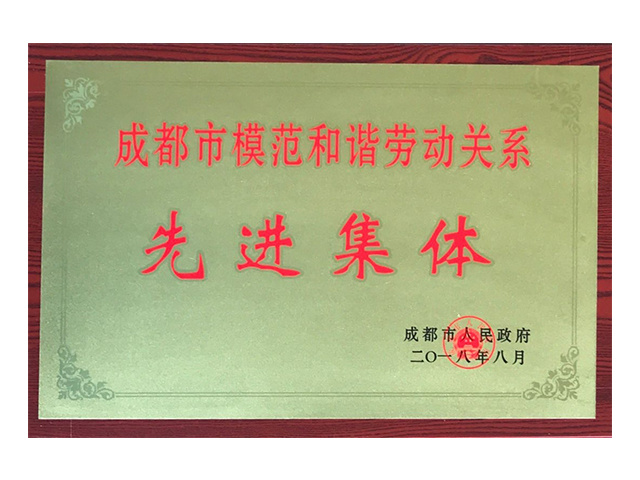 成都市模范和谐劳动关系
先进集体
成都市人民政府
二〇一八年八月